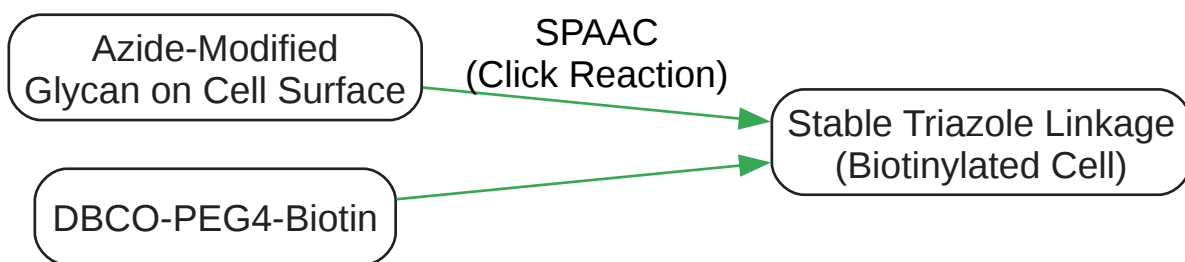 Azide-Modified
Glycan on Cell Surface
SPAAC
(Click Reaction)
DBCO-PEG4-Biotin
Stable Triazole Linkage
(Biotinylated Cell)